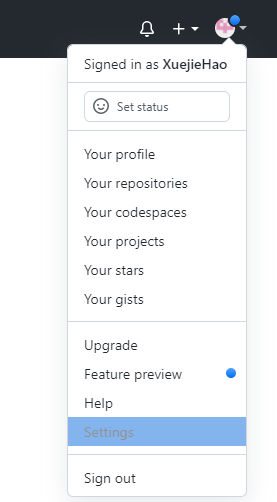 Signed in as XuejieHao
Set status
Your profile
Your repositories
Your codespaces
Your projects
Your stars
Your gists
Upgrade
Feature preview
Help
Settings
Sign out